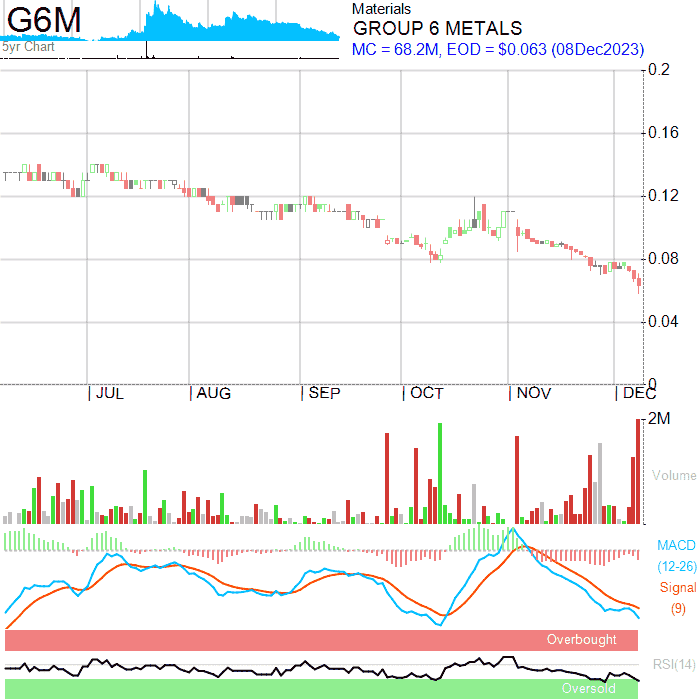 G6M
5yr Chart
Materials
GROUP 6 METALS
MC = 68.2M, EOD = $0.063 (08Dec2023)
0.2
0.16
0.12
0.08
0.04
0
JUL AUG SEP OCT NOV DEC
2M
Volume
MACD
(12-26)
Signal
(9)
Overbought
RSI(14)
Oversold